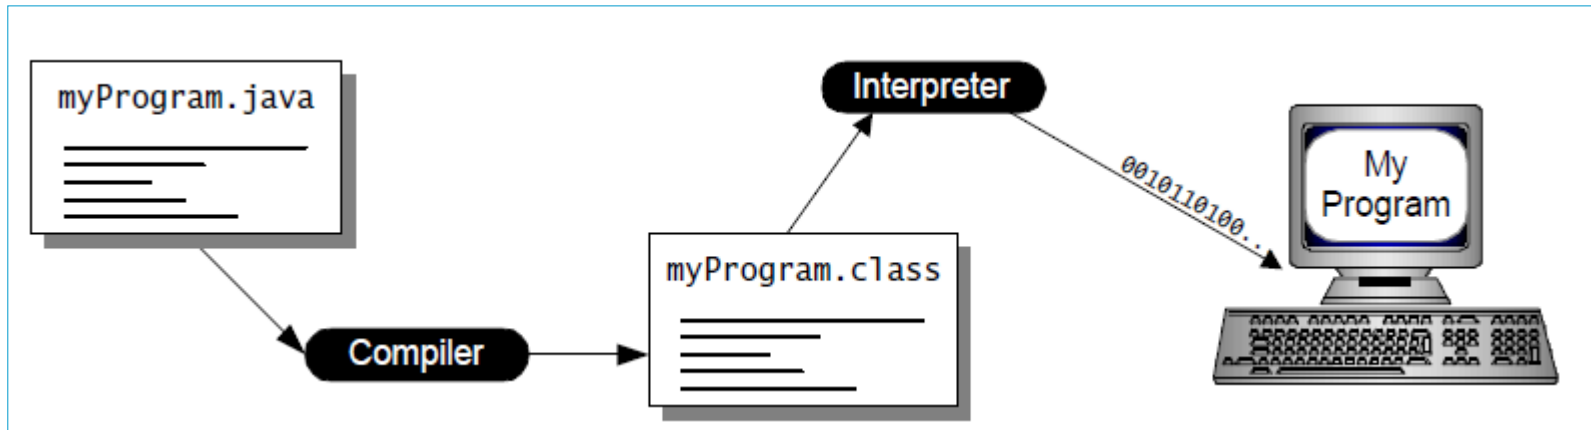 myProgram.java
Compiler
myProgram.class
Interpreter
0010110100..
My
Program